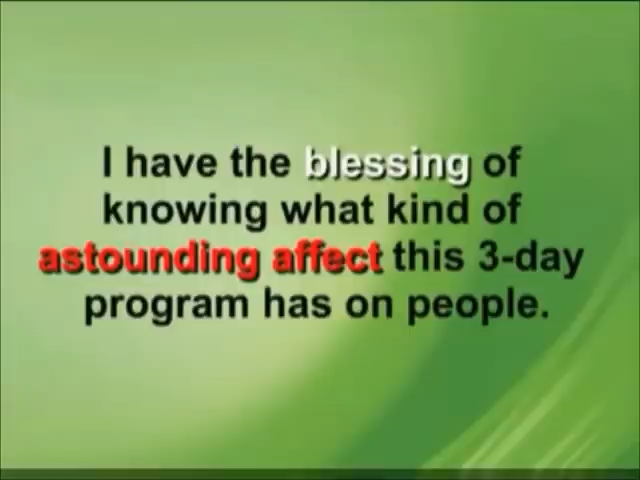 I have the blessing of
knowing what kind of
astounding affect this 3-day
program has on people.